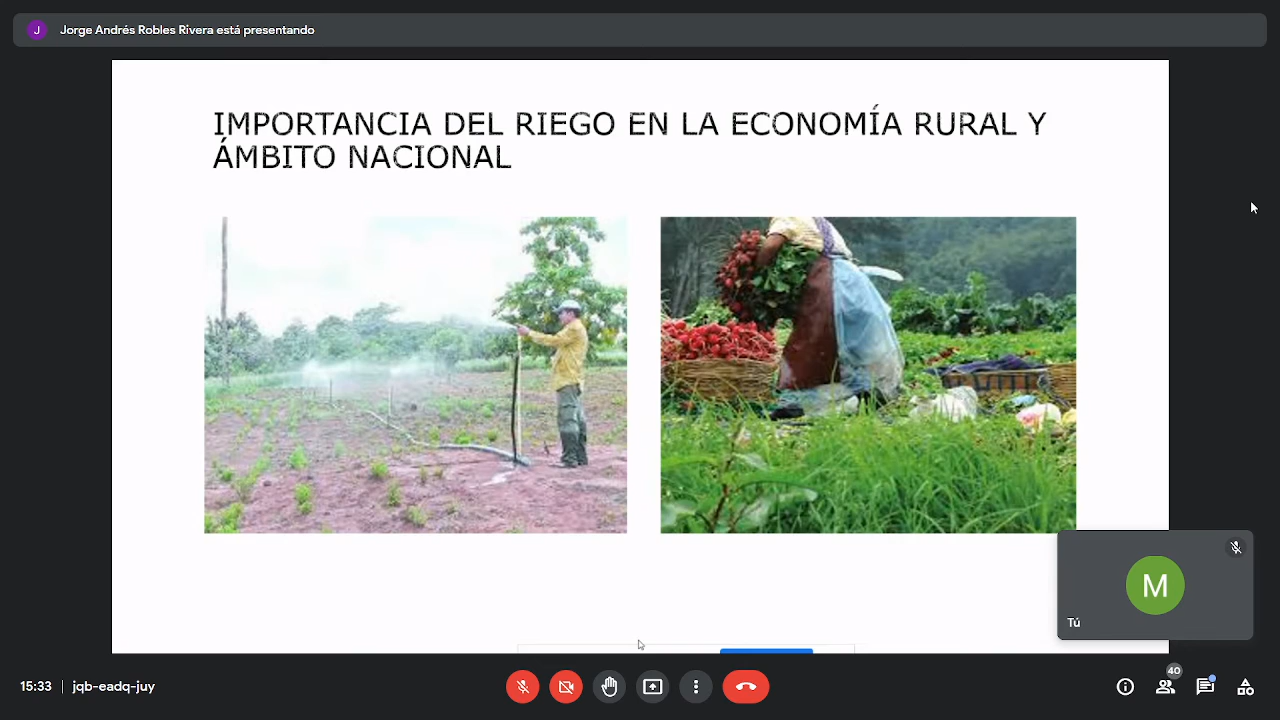 J
Jorge Andrés Robles Rivera está presentando
IMPORTANCIA DEL RIEGO EN LA ECONOMÍA RURAL Y
ÁMBITO NACIONAL
M
Tú
15:33 | jqb-eadq-juy
40